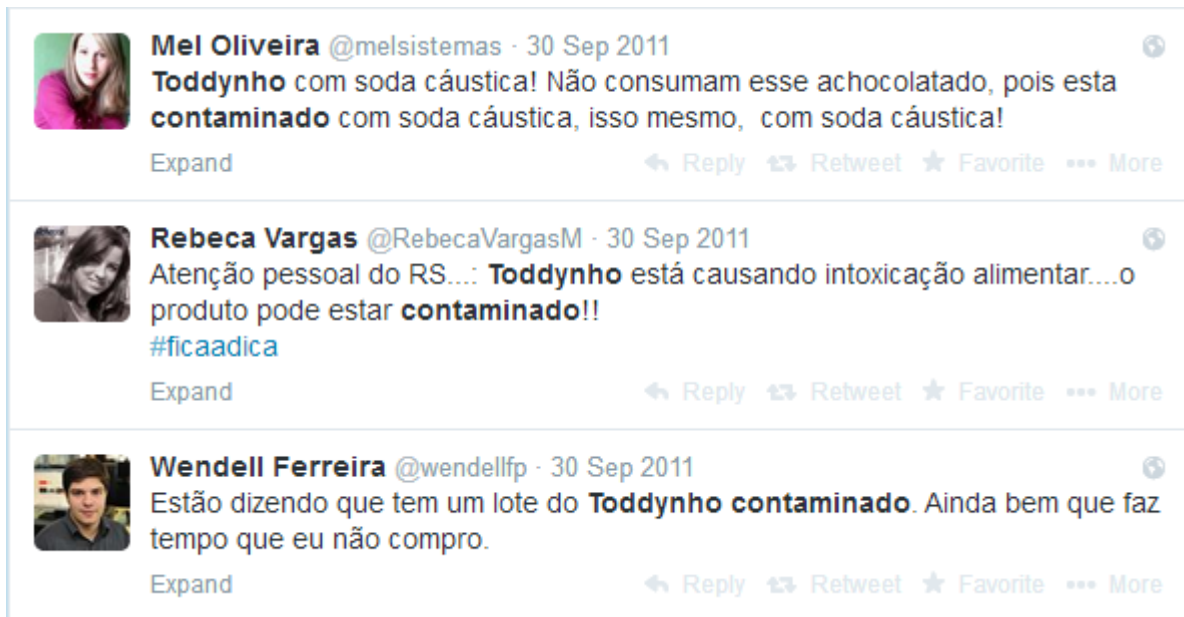 Mel Oliveira @melsistemas · 30 Sep 2011
Toddynho com soda cáustica! Não consumam esse achocolatado, pois esta
contaminado com soda cáustica, isso mesmo,  com soda cáustica!
Expand Reply Retweet Favorite More
Rebeca Vargas @RebecaVargasM · 30 Sep 2011
Atenção pessoal do RS...: Toddynho está causando intoxicação alimentar....o
produto pode estar contaminado!!
#ficaadica
Expand Reply Retweet Favorite More
Wendell Ferreira @wendellfp · 30 Sep 2011
Estão dizendo que tem um lote do Toddynho contaminado. Ainda bem que faz
tempo que eu não compro.
Expand Reply Retweet Favorite More